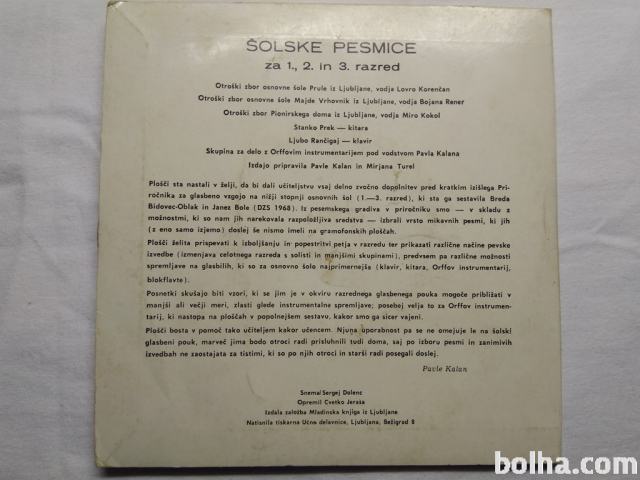 ŠOLSKE PESMICE
za 1., 2. in 3. razred
Otroški zbor osnovne šole Prule iz Ljubljane, vodja Lovro Korenčan
Otroški zbor osnovne šole Majde Vrhovnik iz Ljubljane, vodja Bojana Rener
Otroški zbor Pionirskega doma iz Ljubljane, vodja Miro Kokol
Stanko Prek — kitara
Ljubo Rančigaj — klavir
Skupina za delo z Orffovim instrumentarijem pod vodstvom Pavla Kalana
Izdajo pripravila Pavle Kalan in Mirjana Turel
Plošči sta nastali v želji, da bi dali učiteljstvu vsaj delno zvočno dopolnitev pred kratkim izišlega Pri-
ročnika za glasbeno vzgojo na nižji stopnji osnovnih šol (1.—3. razred), ki sta ga sestavila Breda
Bidovec-Oblak in Janez Bole (DZS 1968). Iz pesemskega gradiva v priročniku smo — v skladu z
možnostmi, ki so nam jih narekovala razpoložljiva sredstva — izbrali vrsto mikavnih pesmi, ki jih
(z eno samo izjemo) doslej še nismo imeli na gramofonskih ploščah.
Plošči želita prispevati k izboljšanju in popestritvi petja v razredu ter prikazati različne načine pevske
izvedbe (izmenjava celotnega razreda s solisti in manjšimi skupinami), predvsem pa različne možnosti
spremljave na glasbilih, ki so za osnovno šolo najprimernejša (klavir, kitara, Orffov instrumentarij,
blokflavte).
Posnetki skušajo biti vzori, ki se jim je v okviru razrednega glasbenega pouka mogoče približati v
manjši ali večji meri, zlasti glede instrumentalne spremljave; posebej velja to za Orffov instrumen-
tarij, ki nastopa na ploščah v popolnejšem sestavu, kakor smo ga sicer vajeni.
Plošči bosta v pomoč tako učiteljem kakor učencem. Njuna uporabnost pa se ne omejuje le na šolski
glasbeni pouk, marveč jima bodo otroci radi prisluhnili tudi doma, saj po izboru pesmi in zanimivih
izvedbah ne zaostajata za tistimi, ki so po njih otroci in starši radi posegali doslej.
Pavle Kalan
Snemal Sergej Dolenc
Opremil Cvetko Jeraša
Izdala založba Mladinska knjiga iz Ljubljane
Natisnila tiskarna Učne delavnice, Ljubljana, Bežigrad 8
bolha.com